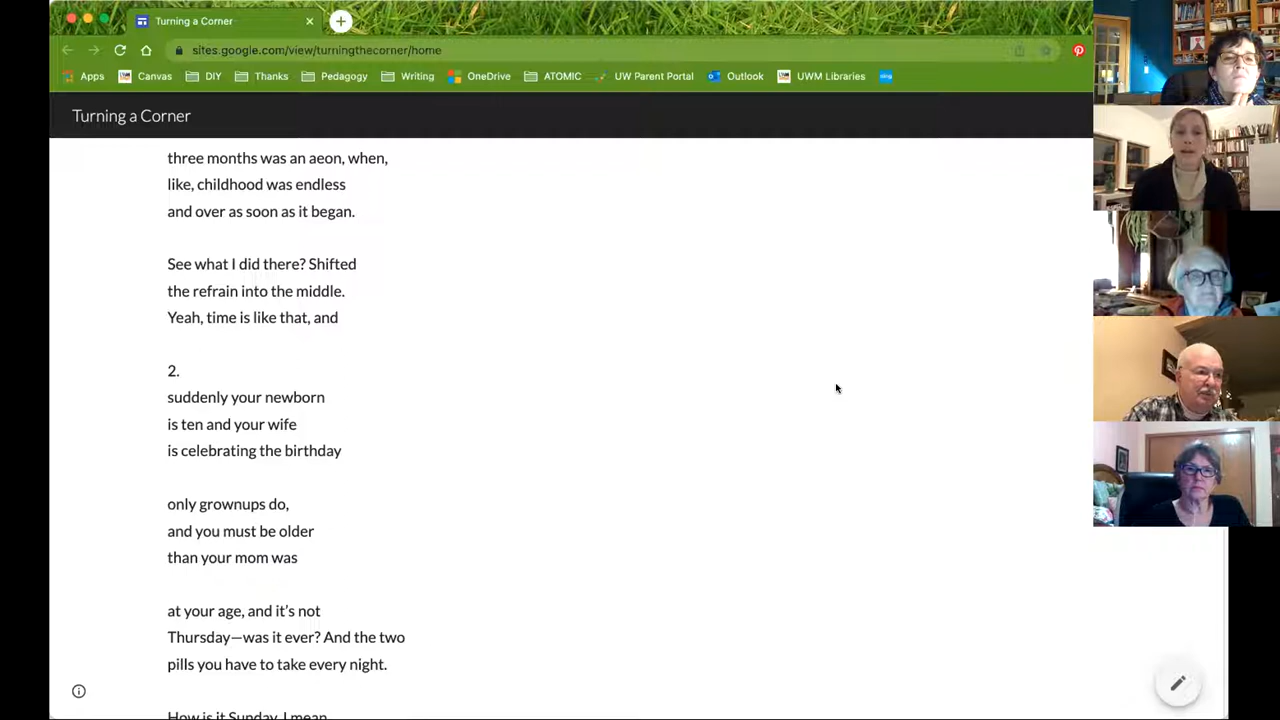 Turning a Corner
sites.google.com/view/turningthecorner/home
Apps
Canvas
DIY
Thanks
Pedagogy
Writing
OneDrive
ATOMIC
UW Parent Portal
Outlook
UWM Libraries
Turning a Corner
three months was an aeon, when,
like, childhood was endless
and over as soon as it began.
See what I did there? Shifted
the refrain into the middle.
Yeah, time is like that, and
2.
suddenly your newborn
is ten and your wife
is celebrating the birthday
only grownups do,
and you must be older
than your mom was
at your age, and it’s not
Thursday—was it ever? And the two
pills you have to take every night.
How is it Sunday, I mean